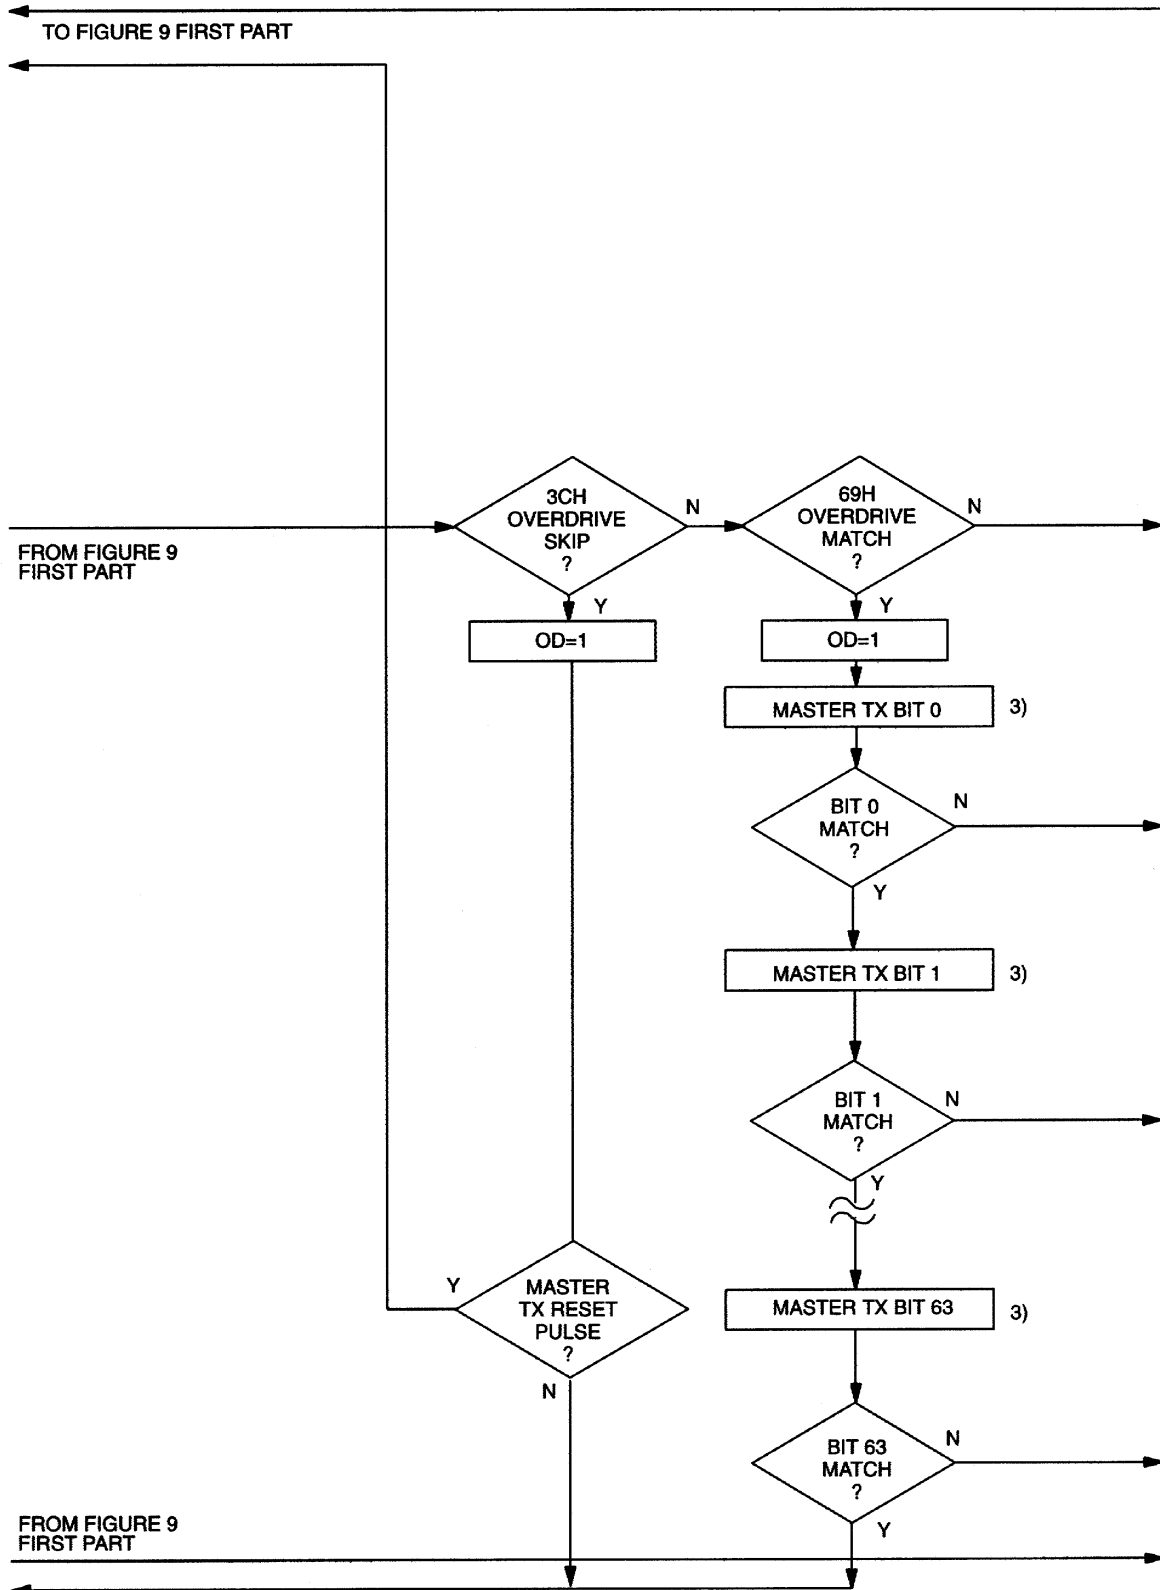 TO FIGURE 9 FIRST PART
3CH
OVERDRIVE
SKIP
?
N
69H
OVERDRIVE
MATCH
?
N
FROM FIGURE 9
FIRST PART
Y
Y
OD=1
OD=1
MASTER TX BIT 0
3)
BIT 0
MATCH
?
N
Y
MASTER TX BIT 1
3)
BIT 1
MATCH
?
N
Y
Y
MASTER
TX RESET
PULSE
?
N
MASTER TX BIT 63
3)
BIT 63
MATCH
?
N
Y
FROM FIGURE 9
FIRST PART